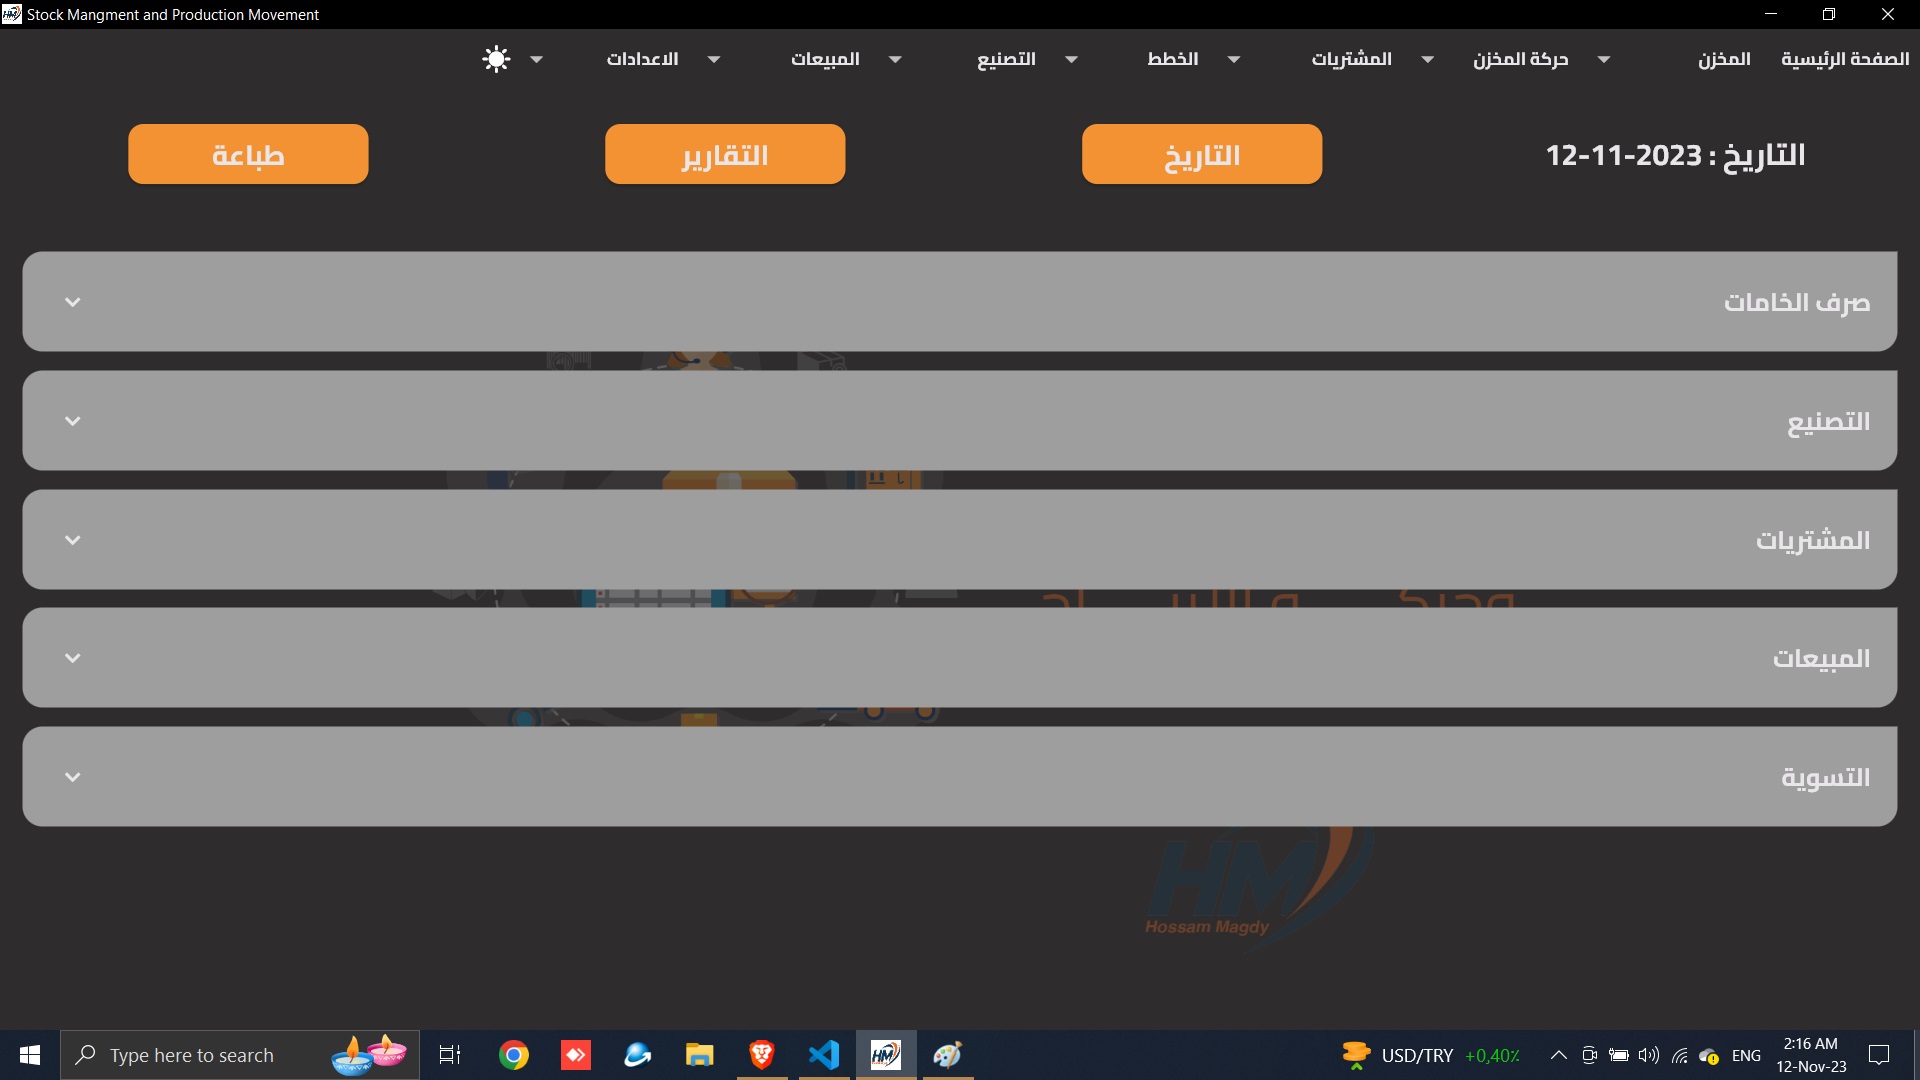 Stock Mangment and Production Movement
الصفحة الرئيسية
المخزن
حركة المخزن
المشتريات
الخطط
التصنيع
المبيعات
الاعدادات
التاريخ : 2023-11-12
التاريخ
التقارير
طباعة
صرف الخامات
التصنيع
المشتريات
المبيعات
التسوية
HM
Hossam Magdy
Type here to search
HM
USD/TRY +0,40%
ENG
2:16 AM
12-Nov-23